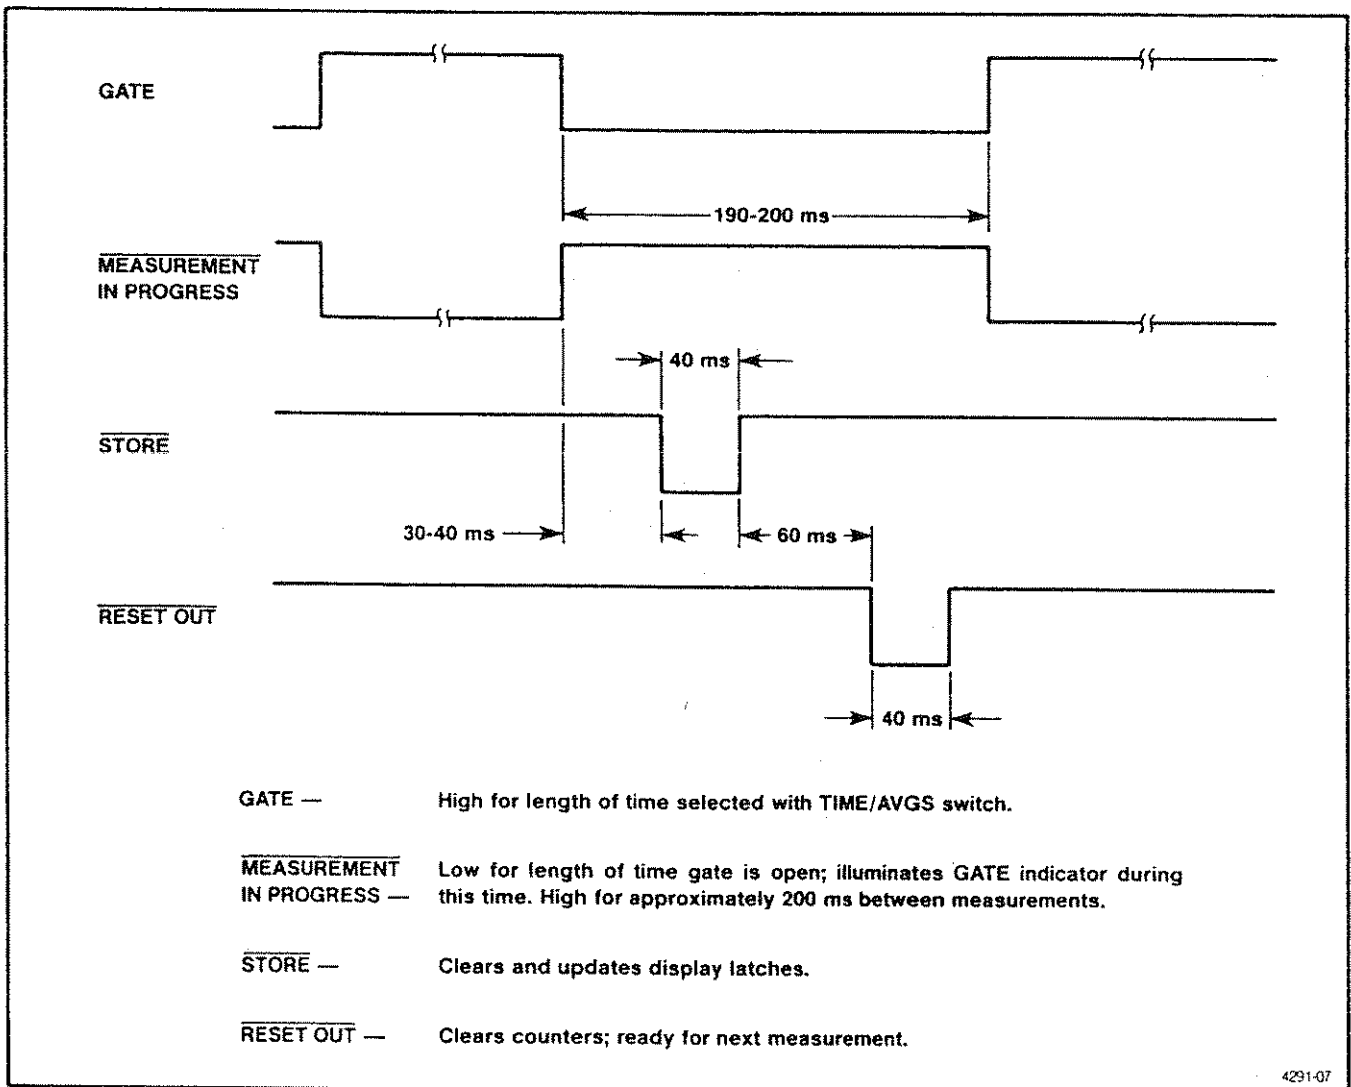 GATE
190-200 ms
MEASUREMENT
IN PROGRESS
40 ms
STORE
30-40 ms
60 ms
RESET OUT
40 ms
GATE — High for length of time selected with TIME/AVGS switch.
MEASUREMENT Low for length of time gate is open; illuminates GATE indicator during
IN PROGRESS — this time. High for approximately 200 ms between measurements.
STORE — Clears and updates display latches.
RESET OUT — Clears counters; ready for next measurement.
4291-07